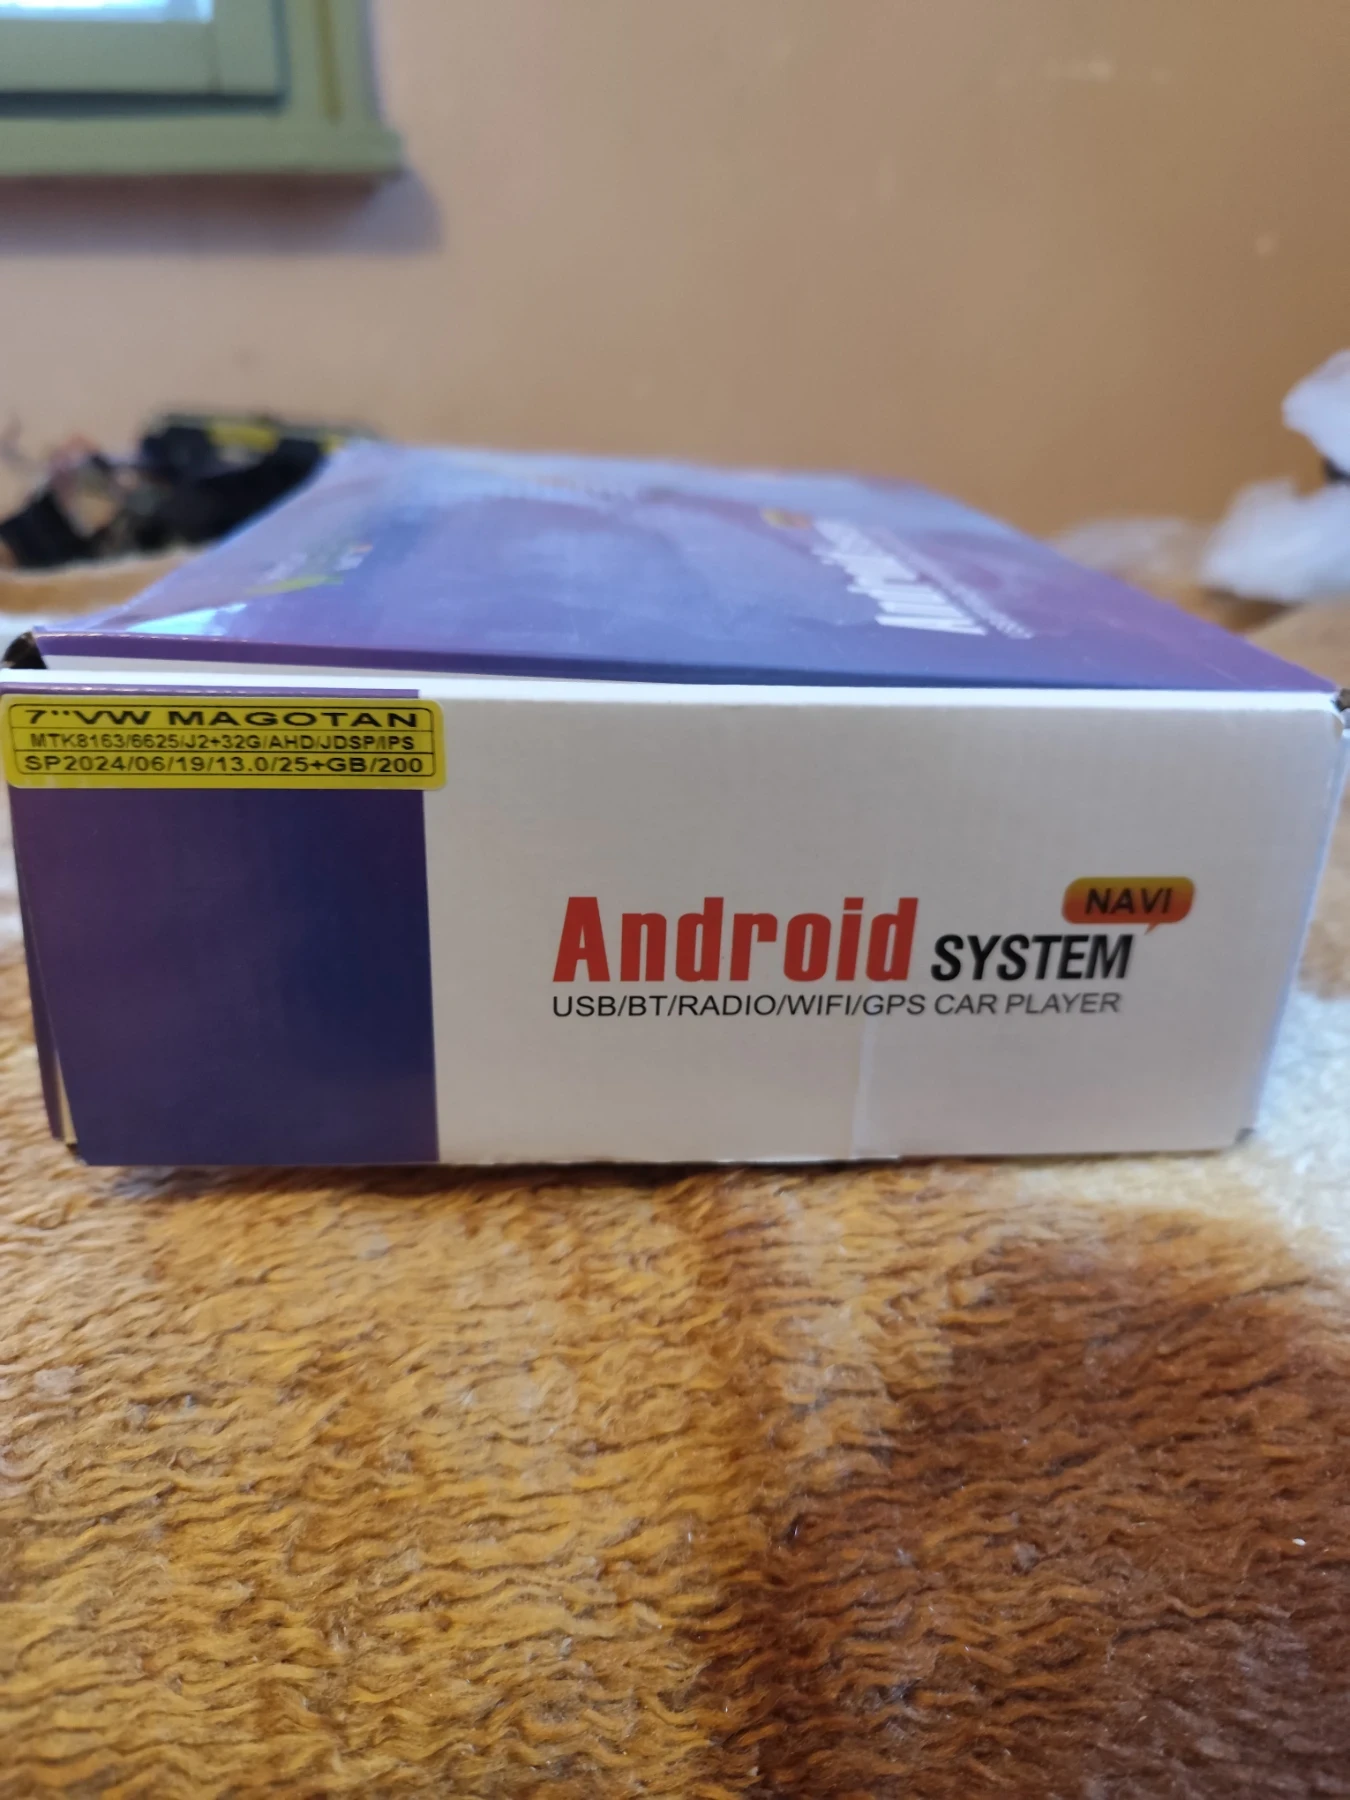 7"VW MAGOTAN
MTK8163/6625/J2+32G/AHD/JDSP/IPS
SP2024/06/19/13.0/25+GB/200
NAVI
Android SYSTEM
USB/BT/RADIO/WIFI/GPS CAR PLAYER